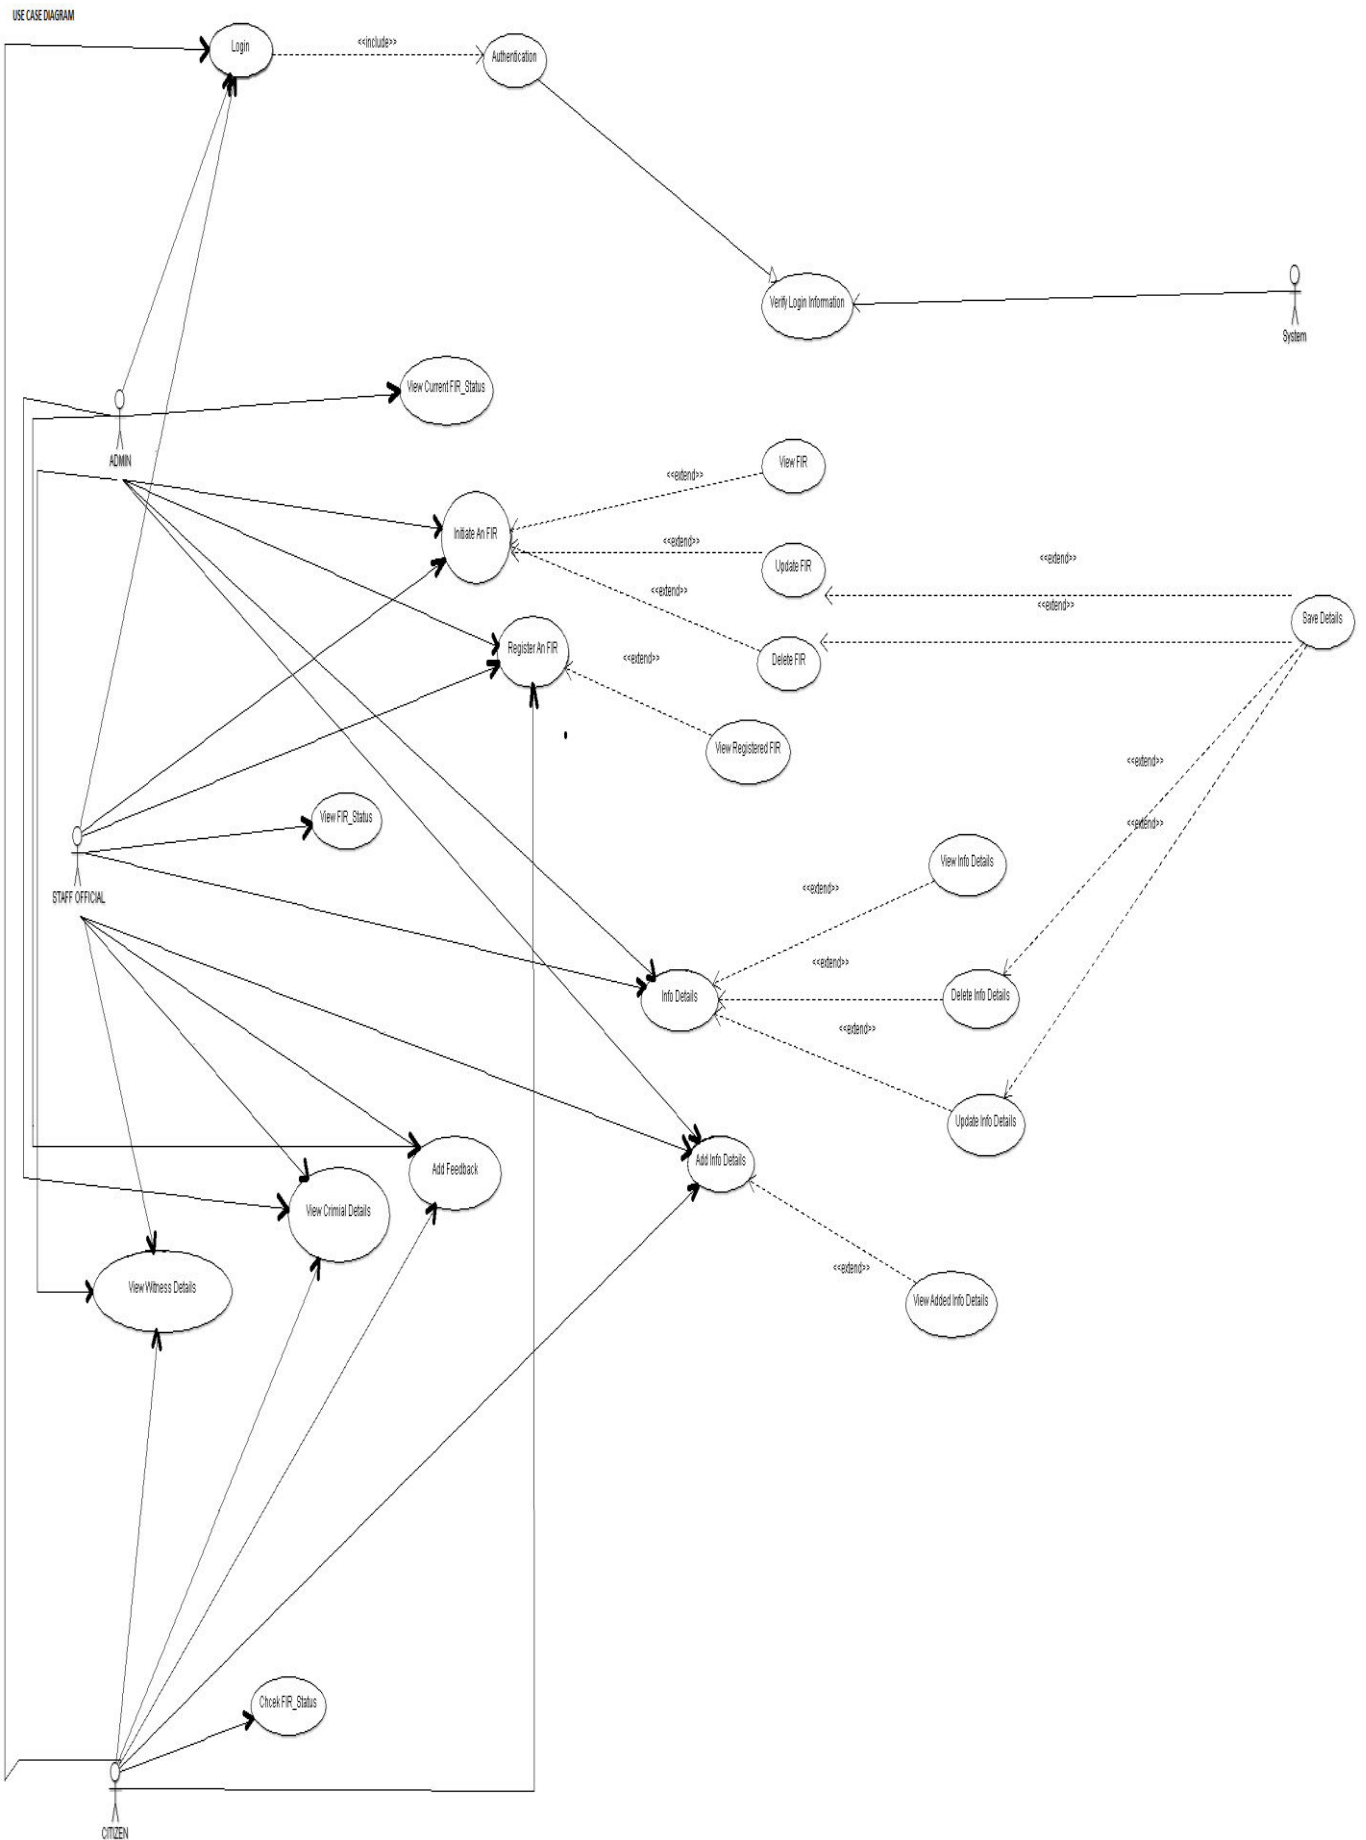 USE CASE DIAGRAM
Login
<<include>>
Authentication
Verify Login Information
System
View Current FIR_Status
ADMIN
View FIR
<<extend>>
Initiate An FIR
<<extend>>
Update FIR
<<extend>>
<<extend>>
<<extend>>
Save Details
Register An FIR
<<extend>>
Delete FIR
View Registered FIR
<<extend>>
View FIR_Status
<<extend>>
View Info Details
STAFF OFFICIAL
<<extend>>
<<extend>>
Info Details
Delete Info Details
<<extend>>
Update Info Details
Add Feedback
Add Info Details
View Crimial Details
<<extend>>
View Witness Details
View Added Info Details
Chcek FIR_Status
CITIZEN